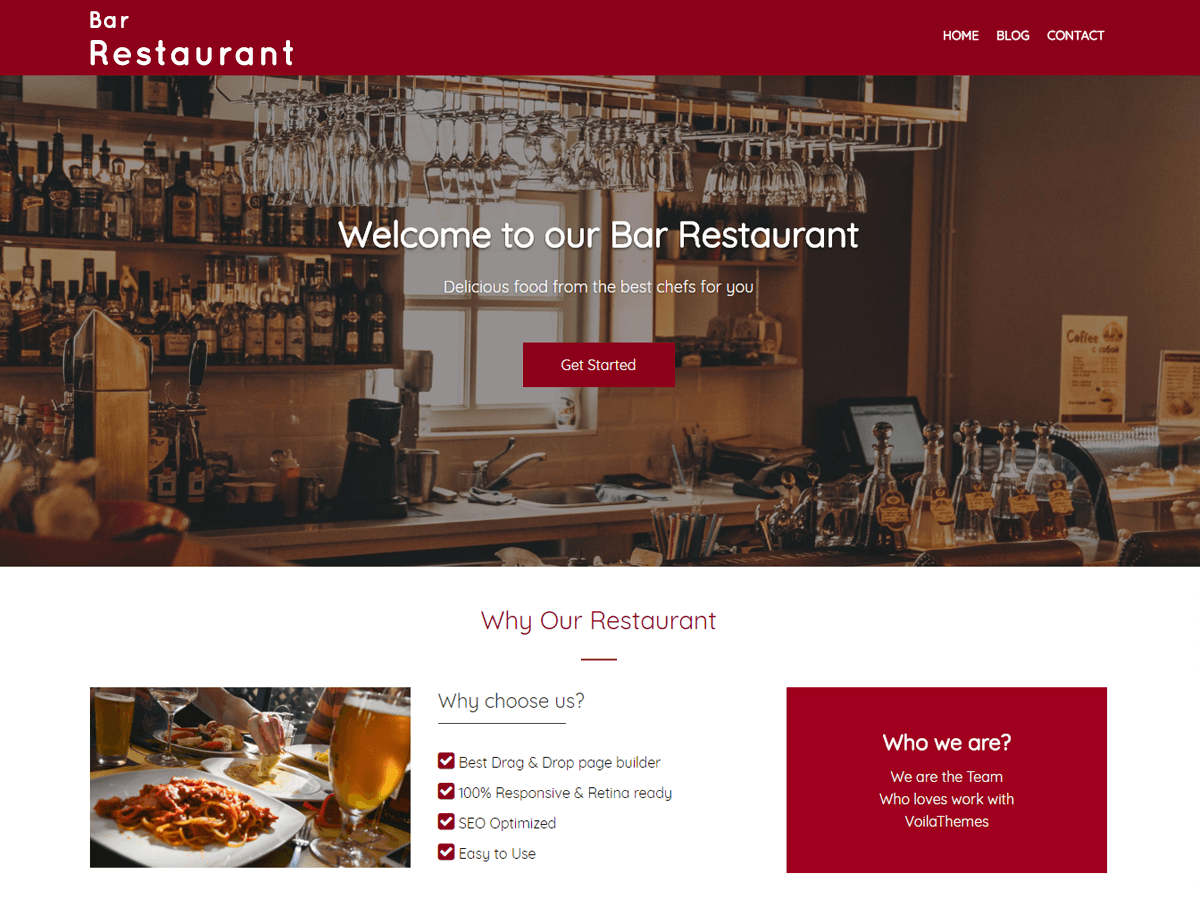 Bar
Restaurant
HOME BLOG CONTACT
Welcome to our Bar Restaurant
Delicious food from the best chefs for you
Get Started
Coffee
с собой
Why Our Restaurant
Why choose us?
Best Drag & Drop page builder
100% Responsive & Retina ready
SEO Optimized
Easy to Use
Who we are?
We are the Team
Who loves work with
VoilaThemes